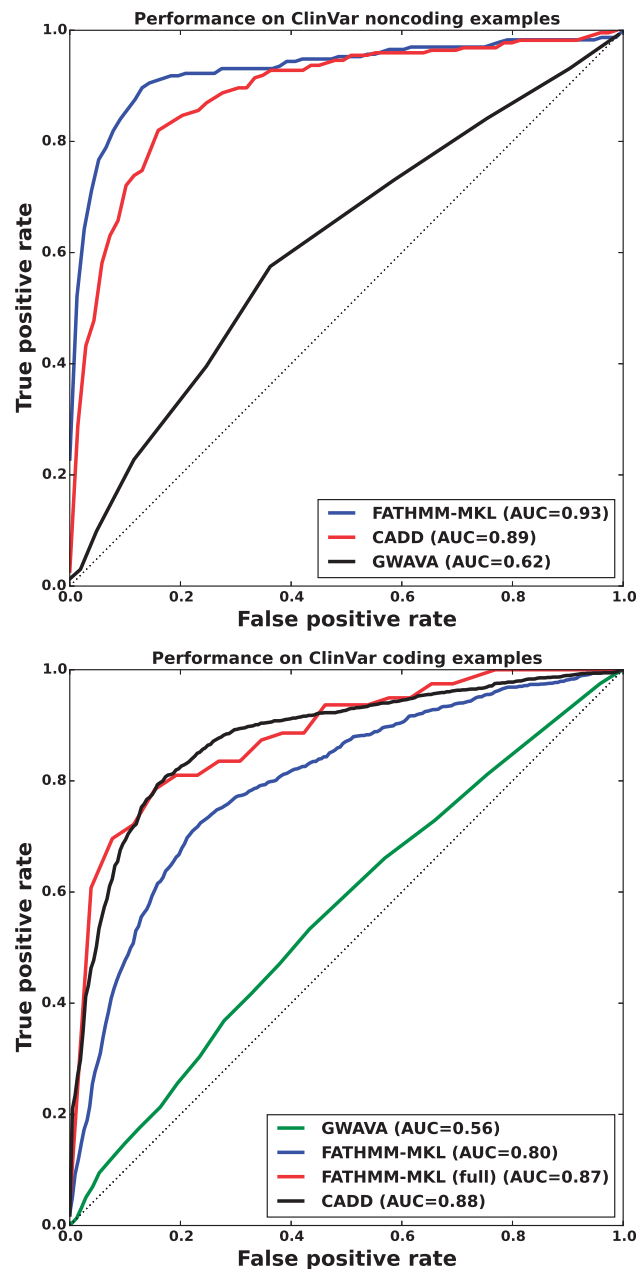 Performance on ClinVar noncoding examples
1.0
0.8
0.6
0.4
0.2
0.0
True positive rate
FATHMM-MKL (AUC=0.93)
CADD (AUC=0.89)
GWAVA (AUC=0.62)
0.0 0.2 0.4 0.6 0.8 1.0
False positive rate
Performance on ClinVar coding examples
1.0
0.8
0.6
0.4
0.2
0.0
True positive rate
GWAVA (AUC=0.56)
FATHMM-MKL (AUC=0.80)
FATHMM-MKL (full) (AUC=0.87)
CADD (AUC=0.88)
0.0 0.2 0.4 0.6 0.8 1.0
False positive rate